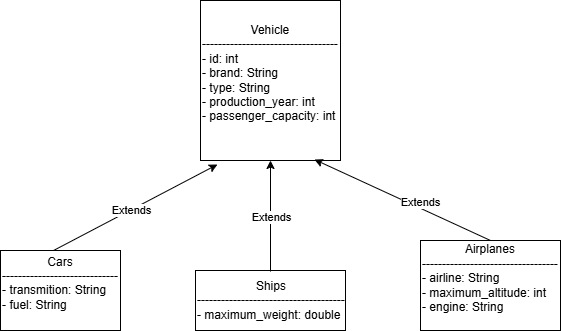 Vehicle
- id: int
- brand: String
- type: String
- production_year: int
- passenger_capacity: int
Extends
Extends
Extends
Cars
- transmition: String
- fuel: String
Ships
- maximum_weight: double
Airplanes
- airline: String
- maximum_altitude: int
- engine: String